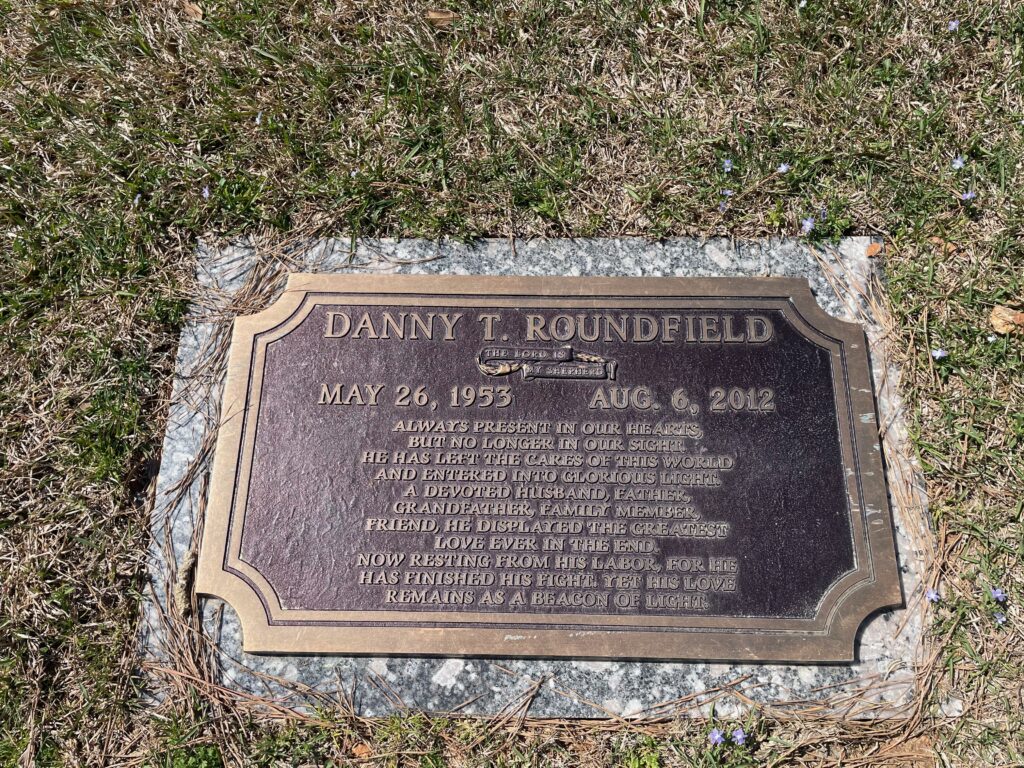 DANNY T. ROUNDFIELD
THE LORD IS
MY SHEPHERD
MAY 26, 1953 AUG. 6, 2012
ALWAYS PRESENT IN OUR HEARTS,
BUT NO LONGER IN OUR SIGHT.
HE HAS LEFT THE CARES OF THIS WORLD
AND ENTERED INTO GLORIOUS LIGHT.
A DEVOTED HUSBAND, FATHER,
GRANDFATHER, FAMILY MEMBER,
FRIEND, HE DISPLAYED THE GREATEST
LOVE EVER IN THE END.
NOW RESTING FROM HIS LABOR, FOR HE
HAS FINISHED HIS FIGHT. YET HIS LOVE
REMAINS AS A BEACON OF LIGHT.